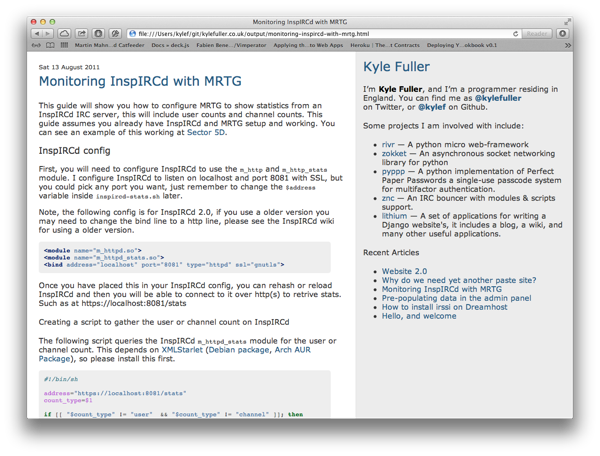 Monitoring InspIRCd with MRTG
file:///Users/kylef/git/kylefuller.co.uk/output/monitoring-inspircd-with-mrtg.html
Reader
Martin Mahn...d Catfeeder Docs » deck.js Fabien Bene.../Vimperator Applying th...to Web Apps Heroku | The...t Contracts Deploying Y...okbook v0.1
Sat 13 August 2011
Monitoring InspIRCd with MRTG
This guide will show you how to configure MRTG to show statistics from an
InspIRCd IRC server, this will include user counts and channel counts. This
guide assumes you already have InspIRCd and MRTG setup and working. You
can see an example of this working at Sector 5D.
InspIRCd config
First, you will need to configure InspIRCd to use the m_http and m_http_stats
module. I configure InspIRCd to listen on localhost and port 8081 with SSL, but
you could pick any port you want, just remember to change the $address
variable inside inspircd-stats.sh later.
Note, the following config is for InspIRCd 2.0, if you use a older version you
may need to change the bind line to a http line, please see the InspIRCd wiki
for using a older version.
<module name="m_httpd.so">
<module name="m_httpd_stats.so">
<bind address="localhost" port="8081" type="httpd" ssl="gnutls">
Once you have placed this in your InspIRCd config, you can rehash or reload
InspIRCd and then you will be able to connect to it over http(s) to retrive stats.
Such as at https://localhost:8081/stats
Creating a script to gather the user or channel count on InspIRCd
The following script queries the InspIRCd m_httpd_stats module for the user or
channel count. This depends on XMLStarlet (Debian package, Arch AUR
Package), so please install this first.
#!/bin/sh
address="https://localhost:8081/stats"
count_type=$1
if [[ "$count_type" != "user" && "$count_type" != "channel" ]]; then
Kyle Fuller
I'm Kyle Fuller, and I'm a programmer residing in
England. You can find me as @kylefuller
on Twitter, or @kylef on Github.
Some projects I am involved with include:
• rivr — A python micro web-framework
• zokket — An asynchronous socket networking
library for python
• pyppp — A python implementation of Perfect
Paper Passwords a single-use passcode system
for multifactor authentication.
• znc — An IRC bouncer with modules & scripts
support.
• lithium — A set of applications for writing a
Django website's, it includes a blog, a wiki, and
many other useful applications.
Recent Articles
• Website 2.0
• Why do we need yet another paste site?
• Monitoring InspIRCd with MRTG
• Pre-populating data in the admin panel
• How to install irssi on Dreamhost
• Hello, and welcome